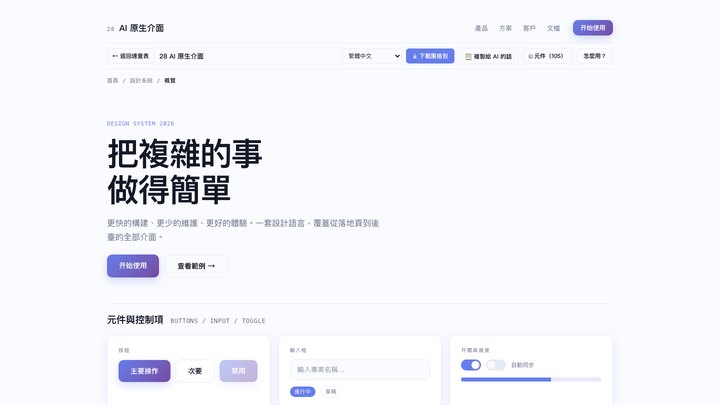 28 AI 原生介面
產品 方案 客戶 文檔 开始使用
← 返回速查表 28 AI 原生介面 繁體中文 下載風格包 複製給 AI 的話 元件（105） 怎麼用？
首頁 / 設計系統 / 概覽
DESIGN SYSTEM 2026
把複雜的事
做得簡單
更快的構建、更少的維護、更好的體驗。一套設計語言，覆蓋從落地頁到後
臺的全部介面。
开始使用 查看範例 →
元件與控制項 BUTTONS / INPUT / TOGGLE
按鈕 輸入框 開關與進度
主要操作 次要 禁用 輸入專案名稱... 自動同步
進行中 草稿